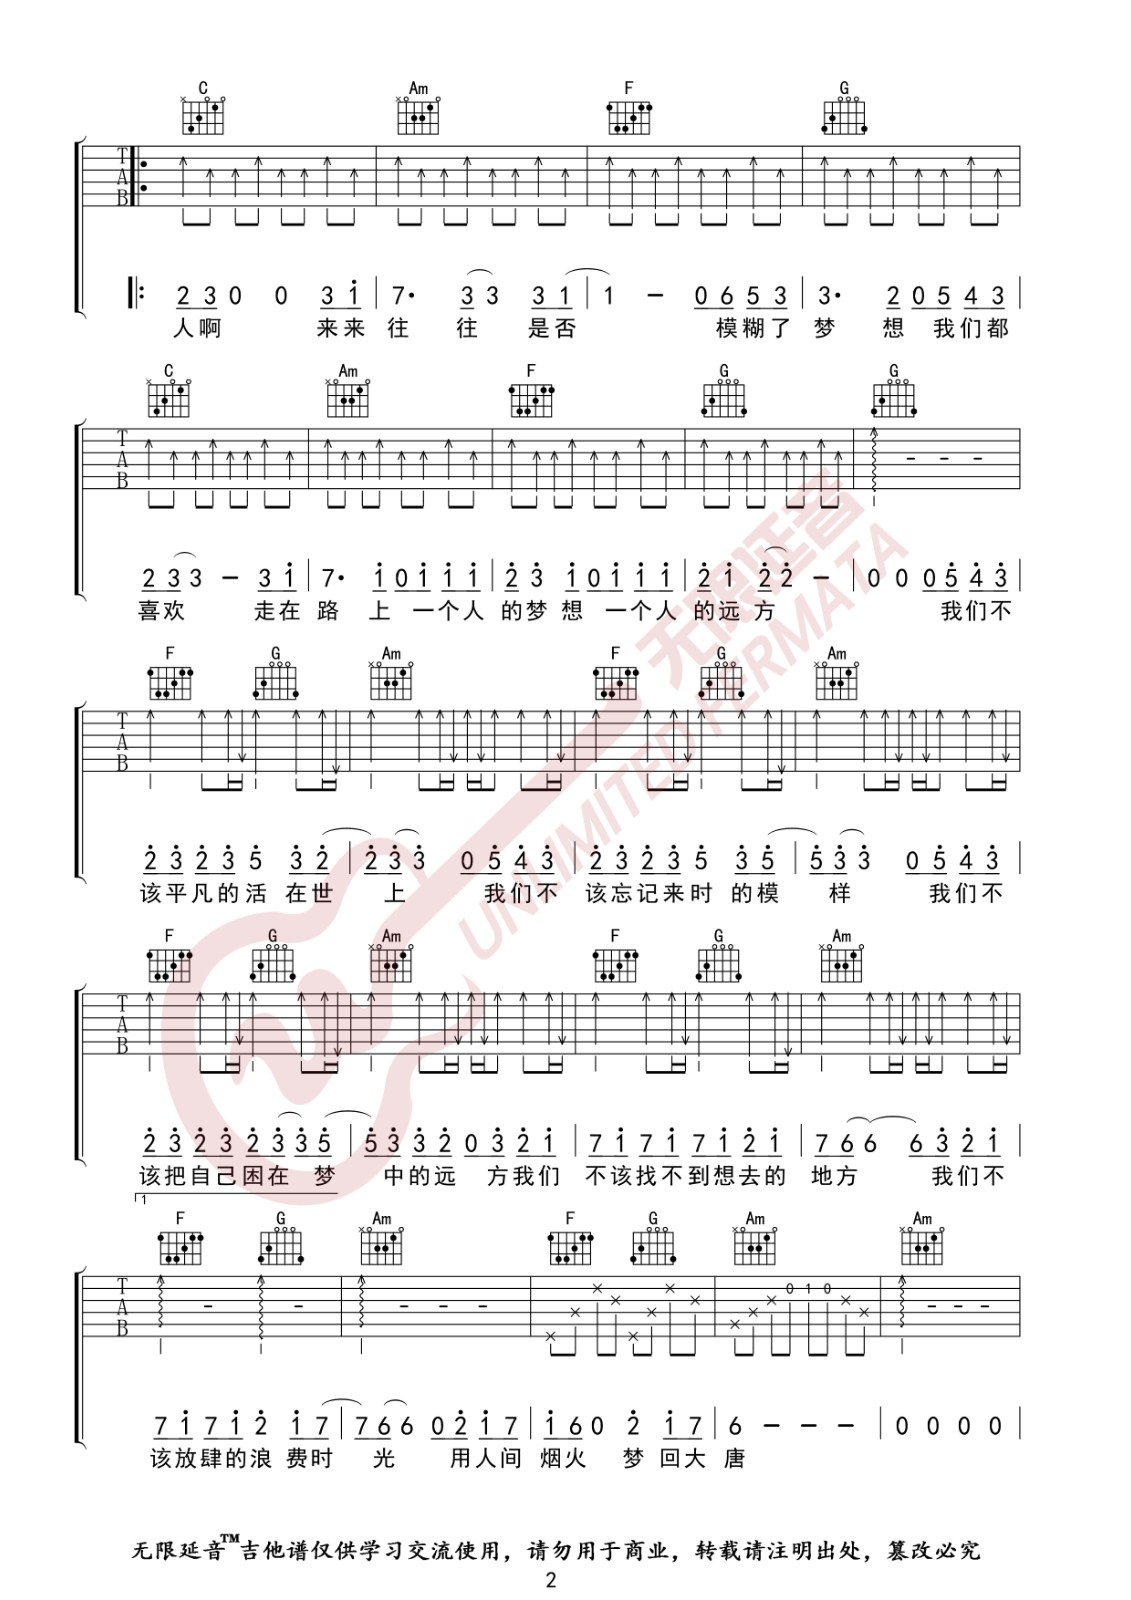 C Am F G
T A B
2 3 0 0 3 1 | 7· 3 3 3 1 | 1 — 0 6 5 3 | 3· 2 0 5 4 3
人啊 来来 往 往 是否 模糊了 梦 想 我们都
C Am F G G
T A B
2 3 3 — 3 1 | 7· 1 0 1 1 1 | 2 3 1 0 1 1 1 | 2 1 2 2 — | 0 0 0 5 4 3
喜欢 走在 路 上 一个人 的梦 想 一个人 的远 方 我们不
F G Am F G Am
T A B
2 3 2 3 5 3 2 | 2 3 3 0 5 4 3 | 2 3 2 3 5 3 5 | 5 3 3 0 5 4 3
该平凡的活 在世 上 我们不 该忘记来时 的模 样 我们不
F G Am F G Am
T A B
2 3 2 3 2 3 3 5 | 5 3 3 2 0 3 2 1 | 7 1 7 1 7 1 2 1 | 7 6 6 6 3 2 1
该把自己困在 梦 中的远 方我们 不该找不到想去的 地方 我们不
1
F G Am F G Am Am
T A B
0 1 0
7 1 7 1 2 1 7 | 7 6 6 0 2 1 7 | 1 6 0 2 1 7 | 6 — — — | 0 0 0 0
该放肆的浪 费时 光 用人间 烟火 梦 回大 唐
无限延音
UNLIMITED FERMATA
无限延音™吉他谱仅供学习交流使用，请勿用于商业，转载请注明出处，篡改必究
2